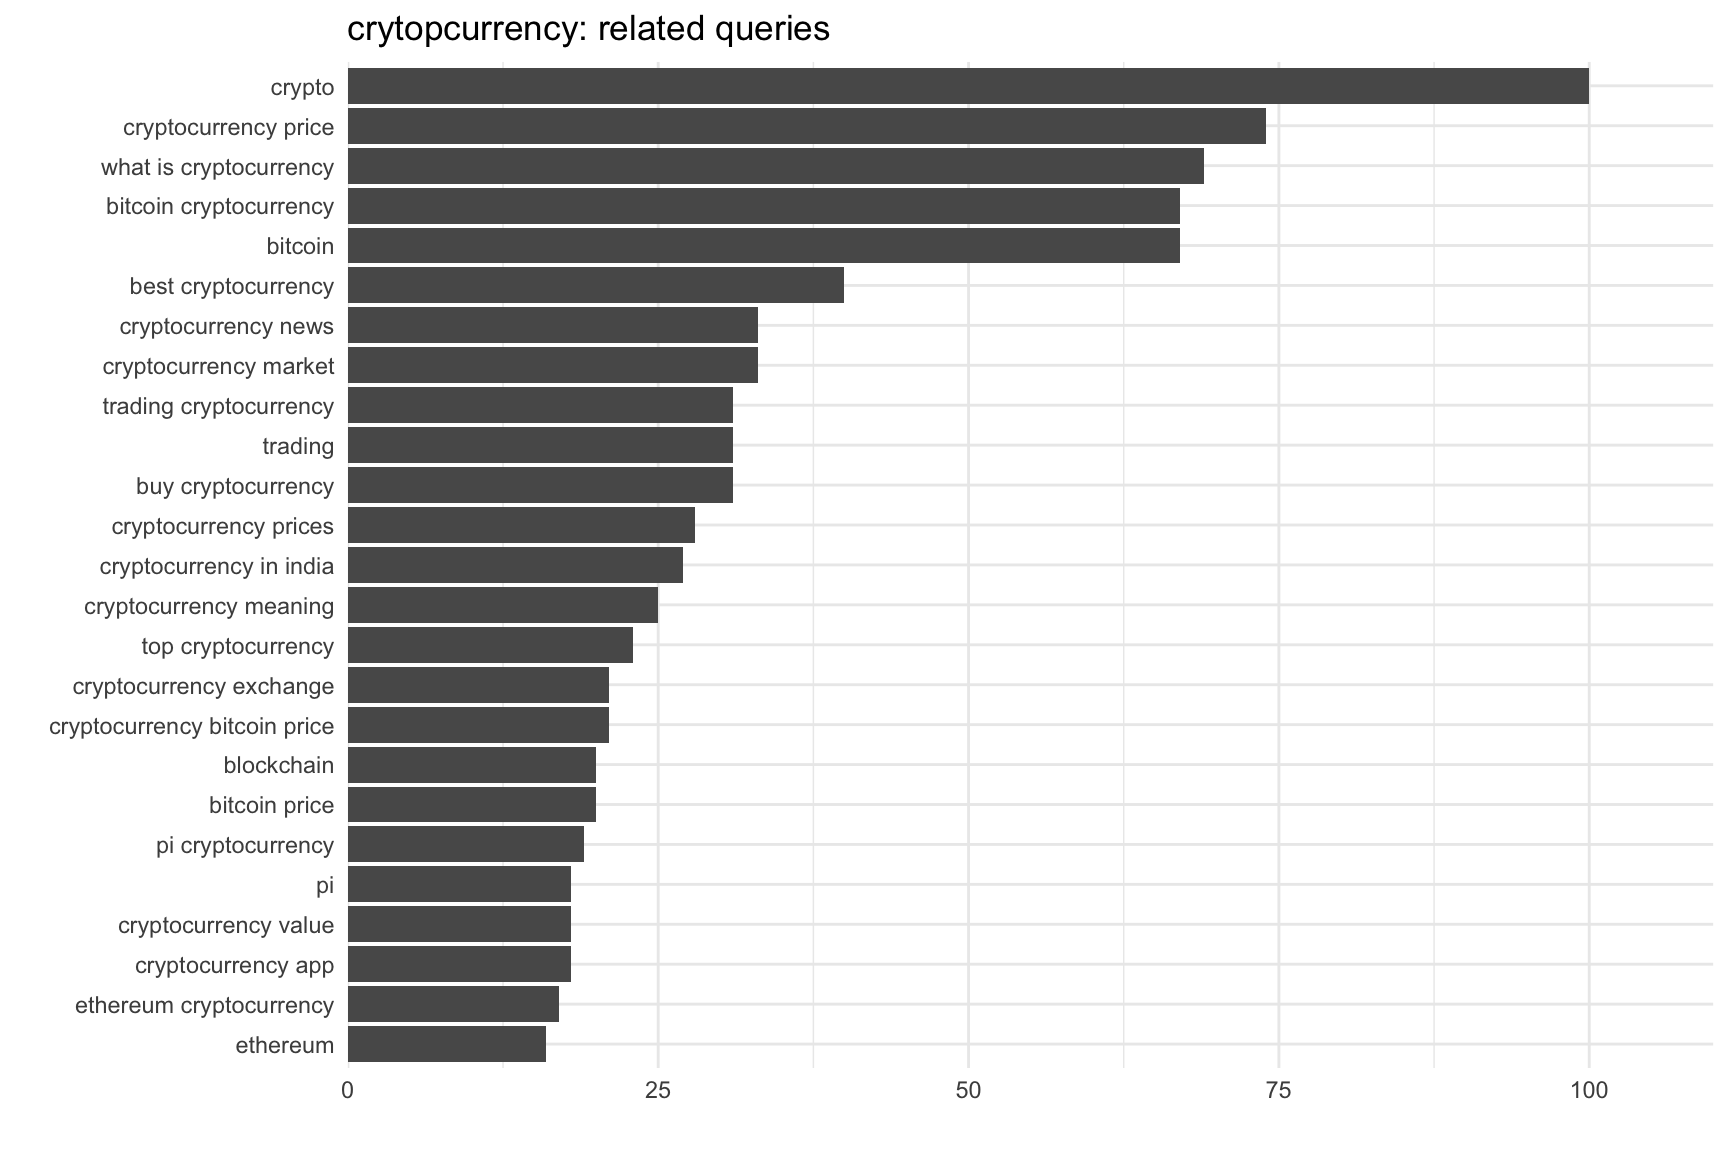 crytopcurrency: related queries
crypto
cryptocurrency price
what is cryptocurrency
bitcoin cryptocurrency
bitcoin
best cryptocurrency
cryptocurrency news
cryptocurrency market
trading cryptocurrency
trading
buy cryptocurrency
cryptocurrency prices
cryptocurrency in india
cryptocurrency meaning
top cryptocurrency
cryptocurrency exchange
cryptocurrency bitcoin price
blockchain
bitcoin price
pi cryptocurrency
pi
cryptocurrency value
cryptocurrency app
ethereum cryptocurrency
ethereum
0 25 50 75 100